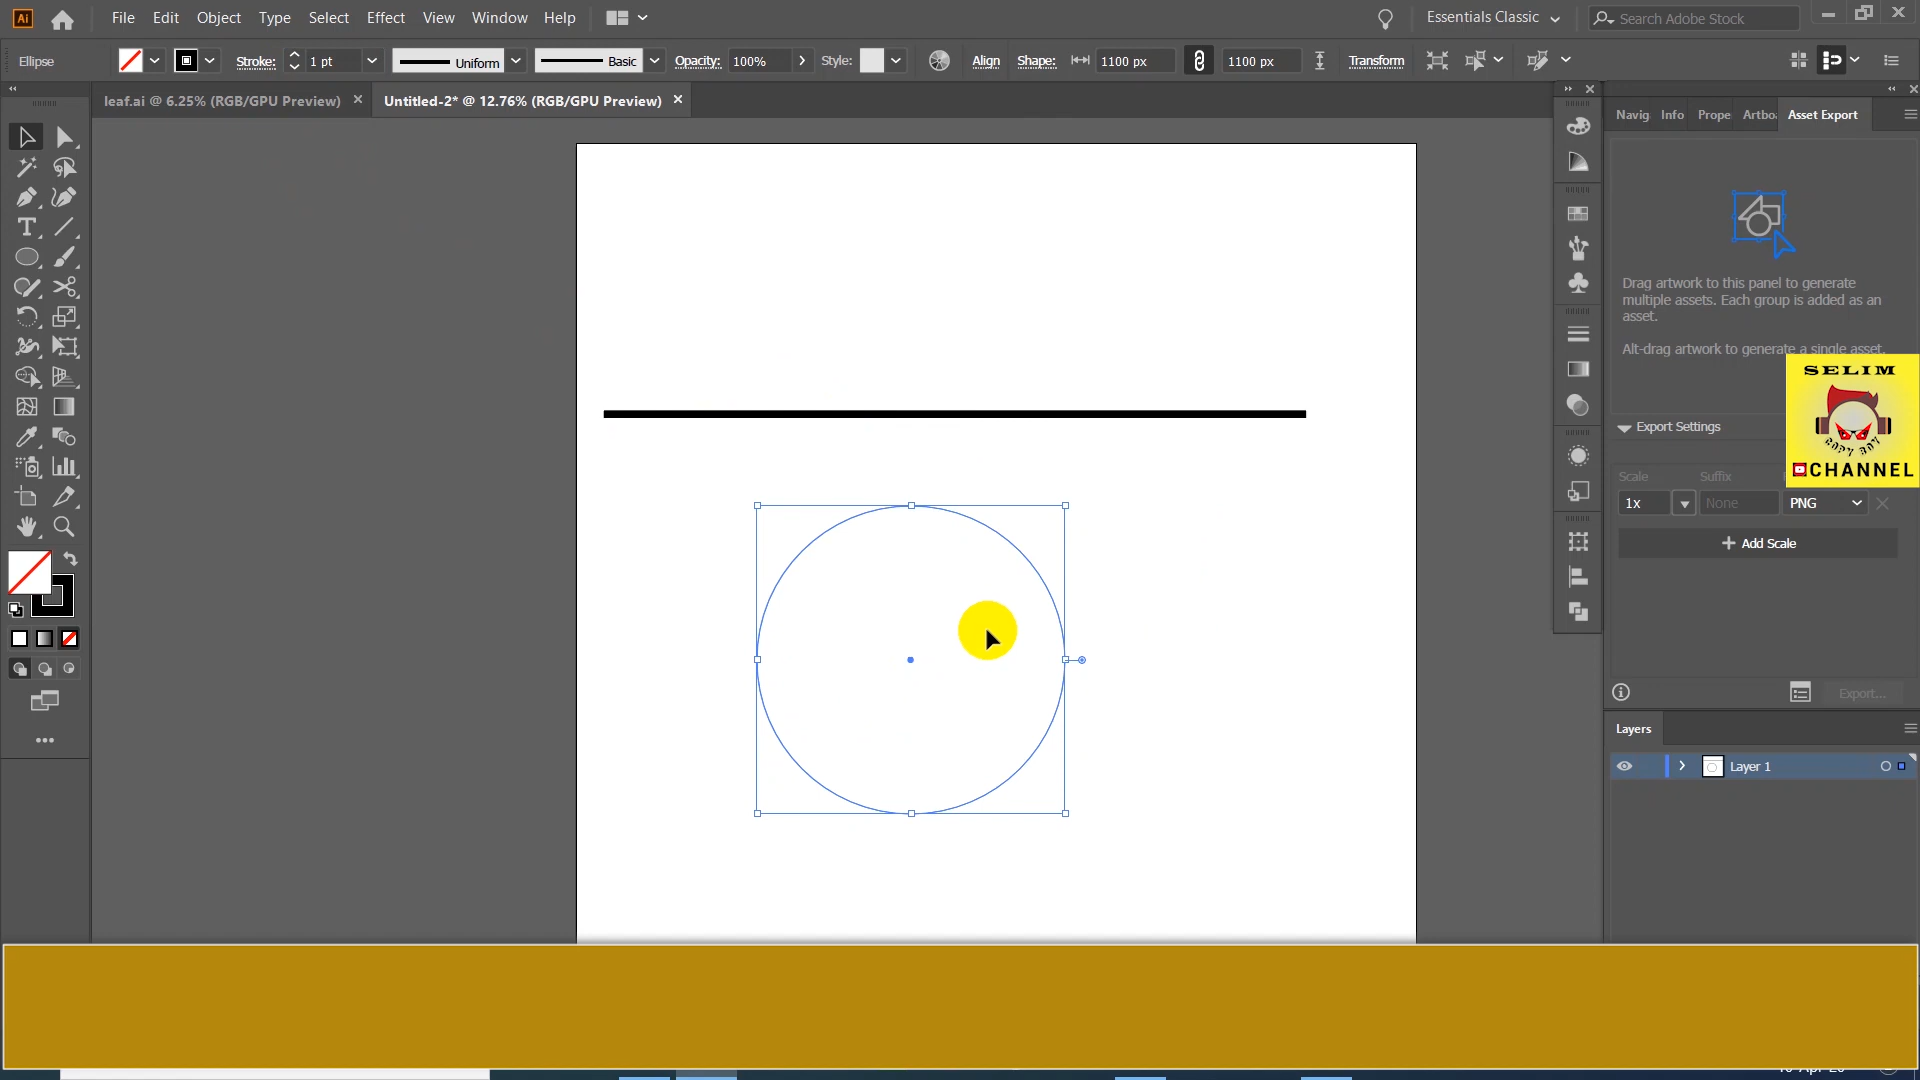 Ai File Edit Object Type Select Effect View Window Help Essentials Classic Search Adobe Stock
Ellipse Stroke: 1 pt Uniform Basic Opacity: 100% Style: Align Shape: 1100 px 1100 px Transform
leaf.ai @ 6.25% (RGB/GPU Preview) × Untitled-2* @ 12.76% (RGB/GPU Preview) ×
Navig Info Prope Artboa Asset Export
Drag artwork to this panel to generate
multiple assets. Each group is added as an
asset.
Alt-drag artwork to generate a single asset.
SELIM
RODY BOY
CHANNEL
Export Settings
Scale Suffix
1x None PNG
+ Add Scale
Export...
Layers
Layer 1